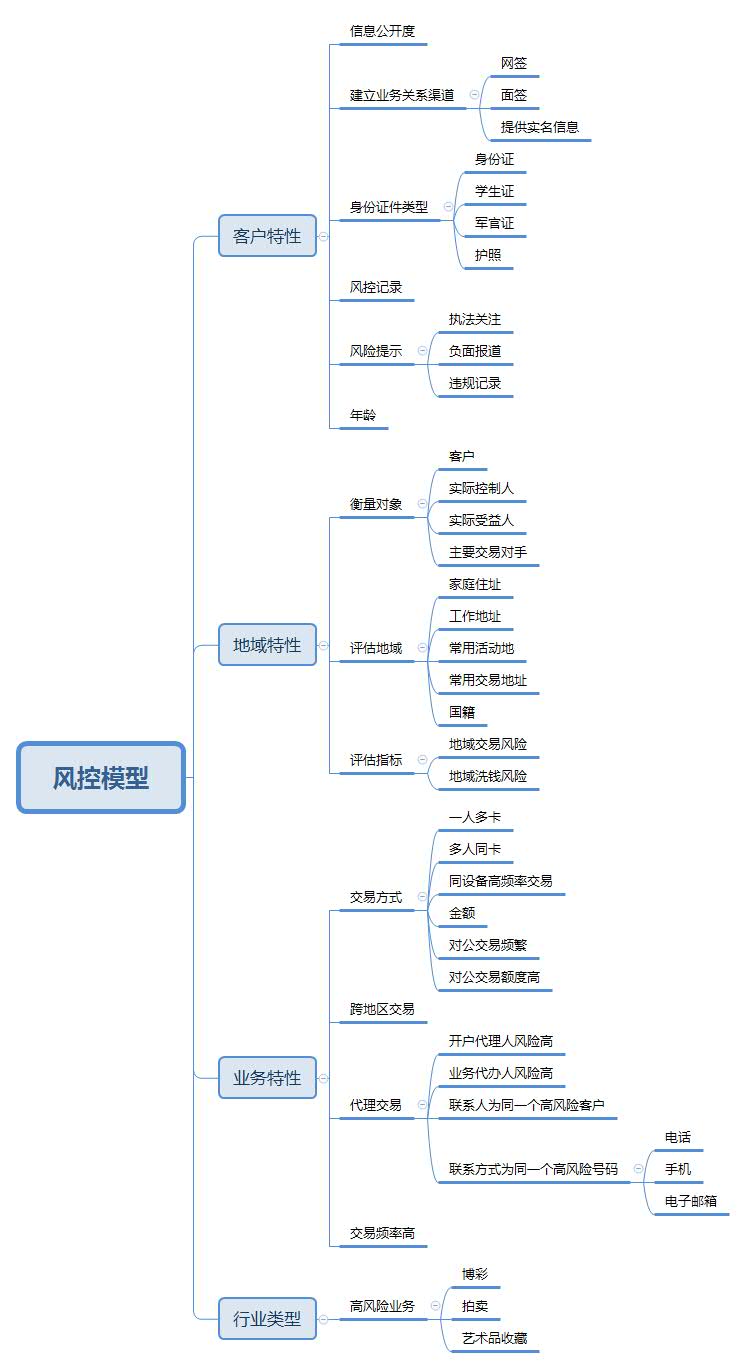 风控模型
客户特性
信息公开度
建立业务关系渠道
网签
面签
提供实名信息
身份证件类型
身份证
学生证
军官证
护照
风控记录
风险提示
执法关注
负面报道
违规记录
年龄
地域特性
衡量对象
客户
实际控制人
实际受益人
主要交易对手
评估地域
家庭住址
工作地址
常用活动地
常用交易地址
国籍
评估指标
地域交易风险
地域洗钱风险
业务特性
交易方式
一人多卡
多人同卡
同设备高频率交易
金额
对公交易频繁
对公交易额度高
跨地区交易
代理交易
开户代理人风险高
业务代办人风险高
联系人为同一个高风险客户
联系方式为同一个高风险号码
电话
手机
电子邮箱
交易频率高
行业类型
高风险业务
博彩
拍卖
艺术品收藏